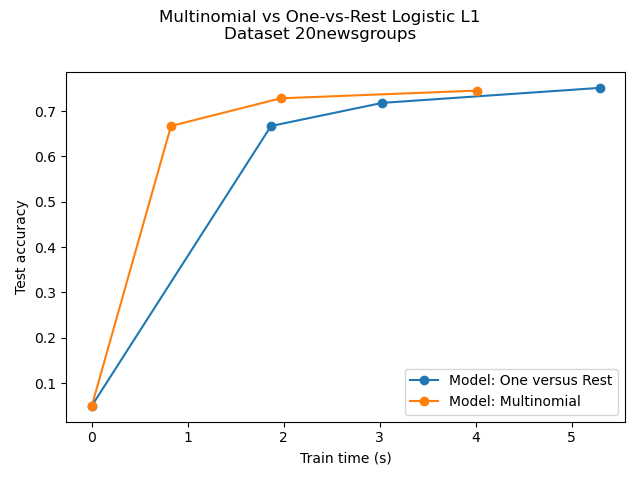 Multinomial vs One-vs-Rest Logistic L1
Dataset 20newsgroups
0.7
0.6
0.5
0.4
0.3
0.2
0.1
Test accuracy
Model: One versus Rest
Model: Multinomial
0 1 2 3 4 5
Train time (s)